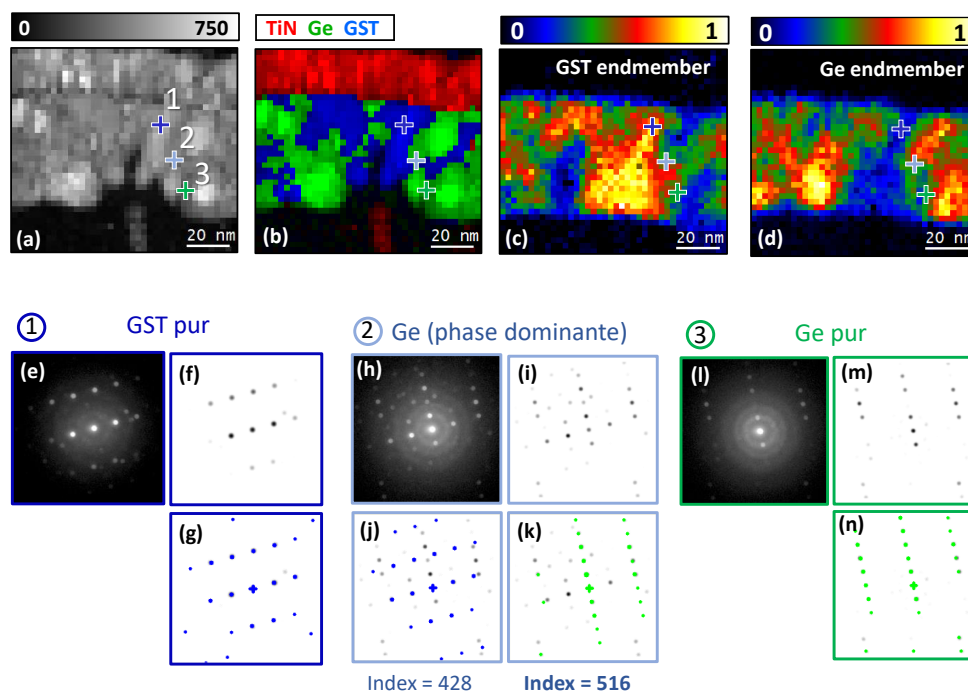 0 750
TiN Ge GST
0 1
0 1
GST endmember
Ge endmember
1
2
3
(a)
20 nm
(b)
20 nm
(c)
20 nm
(d)
20 nm
1 GST pur
2 Ge (phase dominante)
3 Ge pur
(e)
(f)
(h)
(i)
(l)
(m)
(g)
(j)
(k)
(n)
Index = 428
Index = 516